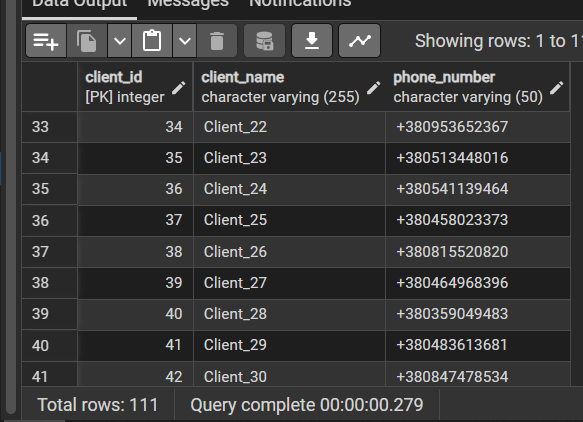 Data Output Messages Notifications
Showing rows: 1 to 11
client_id client_name phone_number
[PK] integer character varying (255) character varying (50)
33 34 Client_22 +380953652367
34 35 Client_23 +380513448016
35 36 Client_24 +380541139464
36 37 Client_25 +380458023373
37 38 Client_26 +380815520820
38 39 Client_27 +380464968396
39 40 Client_28 +380359049483
40 41 Client_29 +380483613681
41 42 Client_30 +380847478534
Total rows: 111 Query complete 00:00:00.279